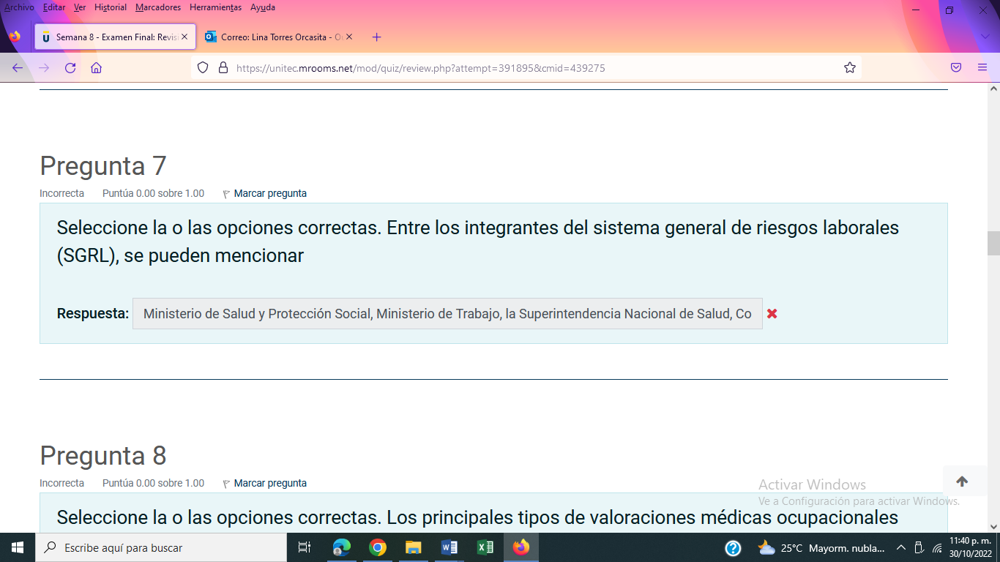 Archivo Editar Ver Historial Marcadores Herramientas Ayuda
Semana 8 - Examen Final: Revisi
Correo: Lina Torres Orcasita - Ou
https://unitec.mrooms.net/mod/quiz/review.php?attempt=391895&cmid=439275
Pregunta 7
Incorrecta Puntúa 0.00 sobre 1.00 Marcar pregunta
Seleccione la o las opciones correctas. Entre los integrantes del sistema general de riesgos laborales
(SGRL), se pueden mencionar
Respuesta: Ministerio de Salud y Protección Social, Ministerio de Trabajo, la Superintendencia Nacional de Salud, Co
Pregunta 8
Incorrecta Puntúa 0.00 sobre 1.00 Marcar pregunta
Seleccione la o las opciones correctas. Los principales tipos de valoraciones médicas ocupacionales
Activar Windows
Ve a Configuración para activar Windows.
Escribe aquí para buscar
25°C Mayorm. nubla...
11:40 p. m.
30/10/2022